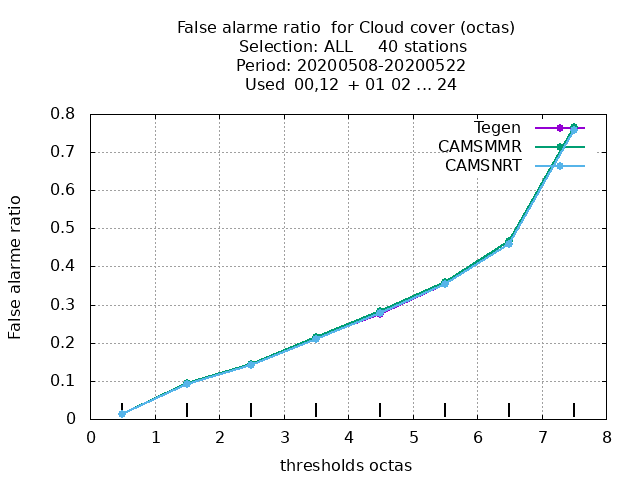 False alarme ratio  for Cloud cover (octas)
Selection: ALL     40 stations
Period: 20200508-20200522
Used  00,12  + 01 02 ... 24
Tegen
CAMSMMR
CAMSNRT
False alarme ratio
0.8
0.7
0.6
0.5
0.4
0.3
0.2
0.1
0
0 1 2 3 4 5 6 7 8
thresholds octas